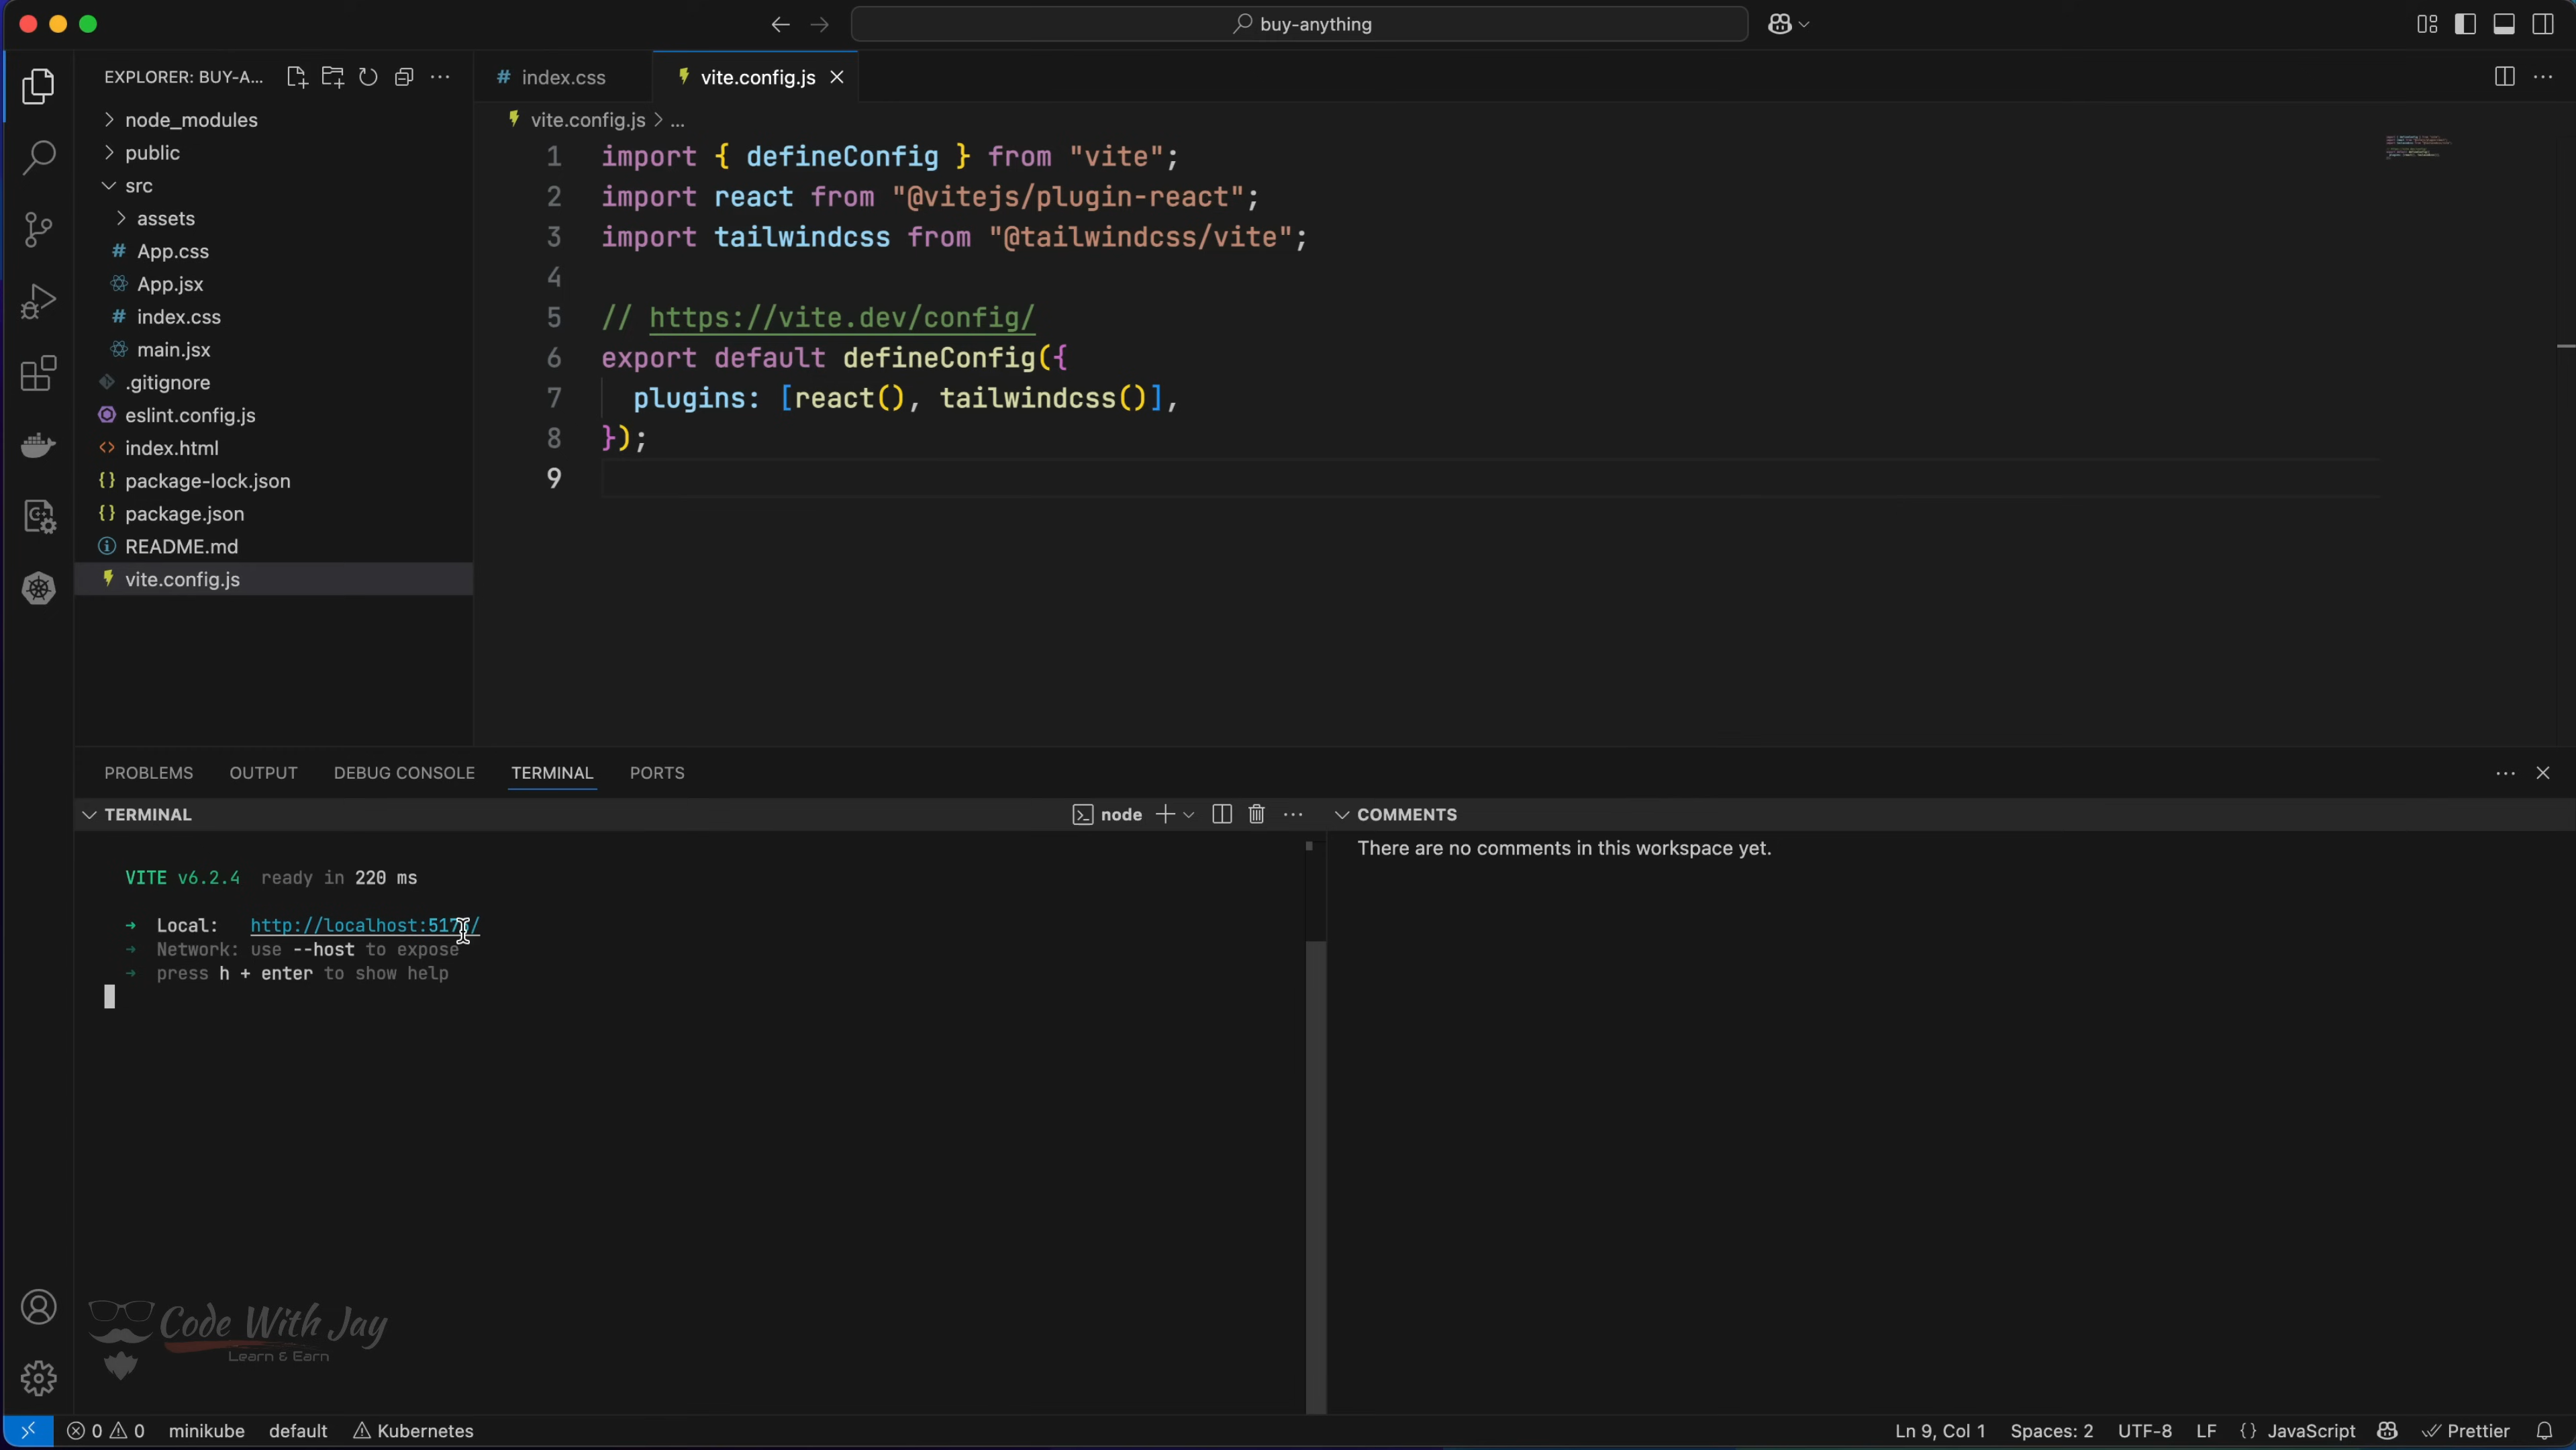 buy-anything
EXPLORER: BUY-A...
node_modules
public
src
assets
App.css
App.jsx
index.css
main.jsx
.gitignore
eslint.config.js
index.html
package-lock.json
package.json
README.md
vite.config.js
index.css
vite.config.js
vite.config.js > ...
1 import { defineConfig } from "vite";
2 import react from "@vitejs/plugin-react";
3 import tailwindcss from "@tailwindcss/vite";
4
5 // https://vite.dev/config/
6 export default defineConfig({
7 plugins: [react(), tailwindcss()],
8 });
9
PROBLEMS OUTPUT DEBUG CONSOLE TERMINAL PORTS
TERMINAL
node
COMMENTS
There are no comments in this workspace yet.
VITE v6.2.4 ready in 220 ms
➜ Local:
➜ Network: use --host to expose
➜ press h + enter to show help
Code With Jay
Learn & Earn
0 0 minikube default Kubernetes
Ln 9, Col 1 Spaces: 2 UTF-8 LF {} JavaScript Prettier